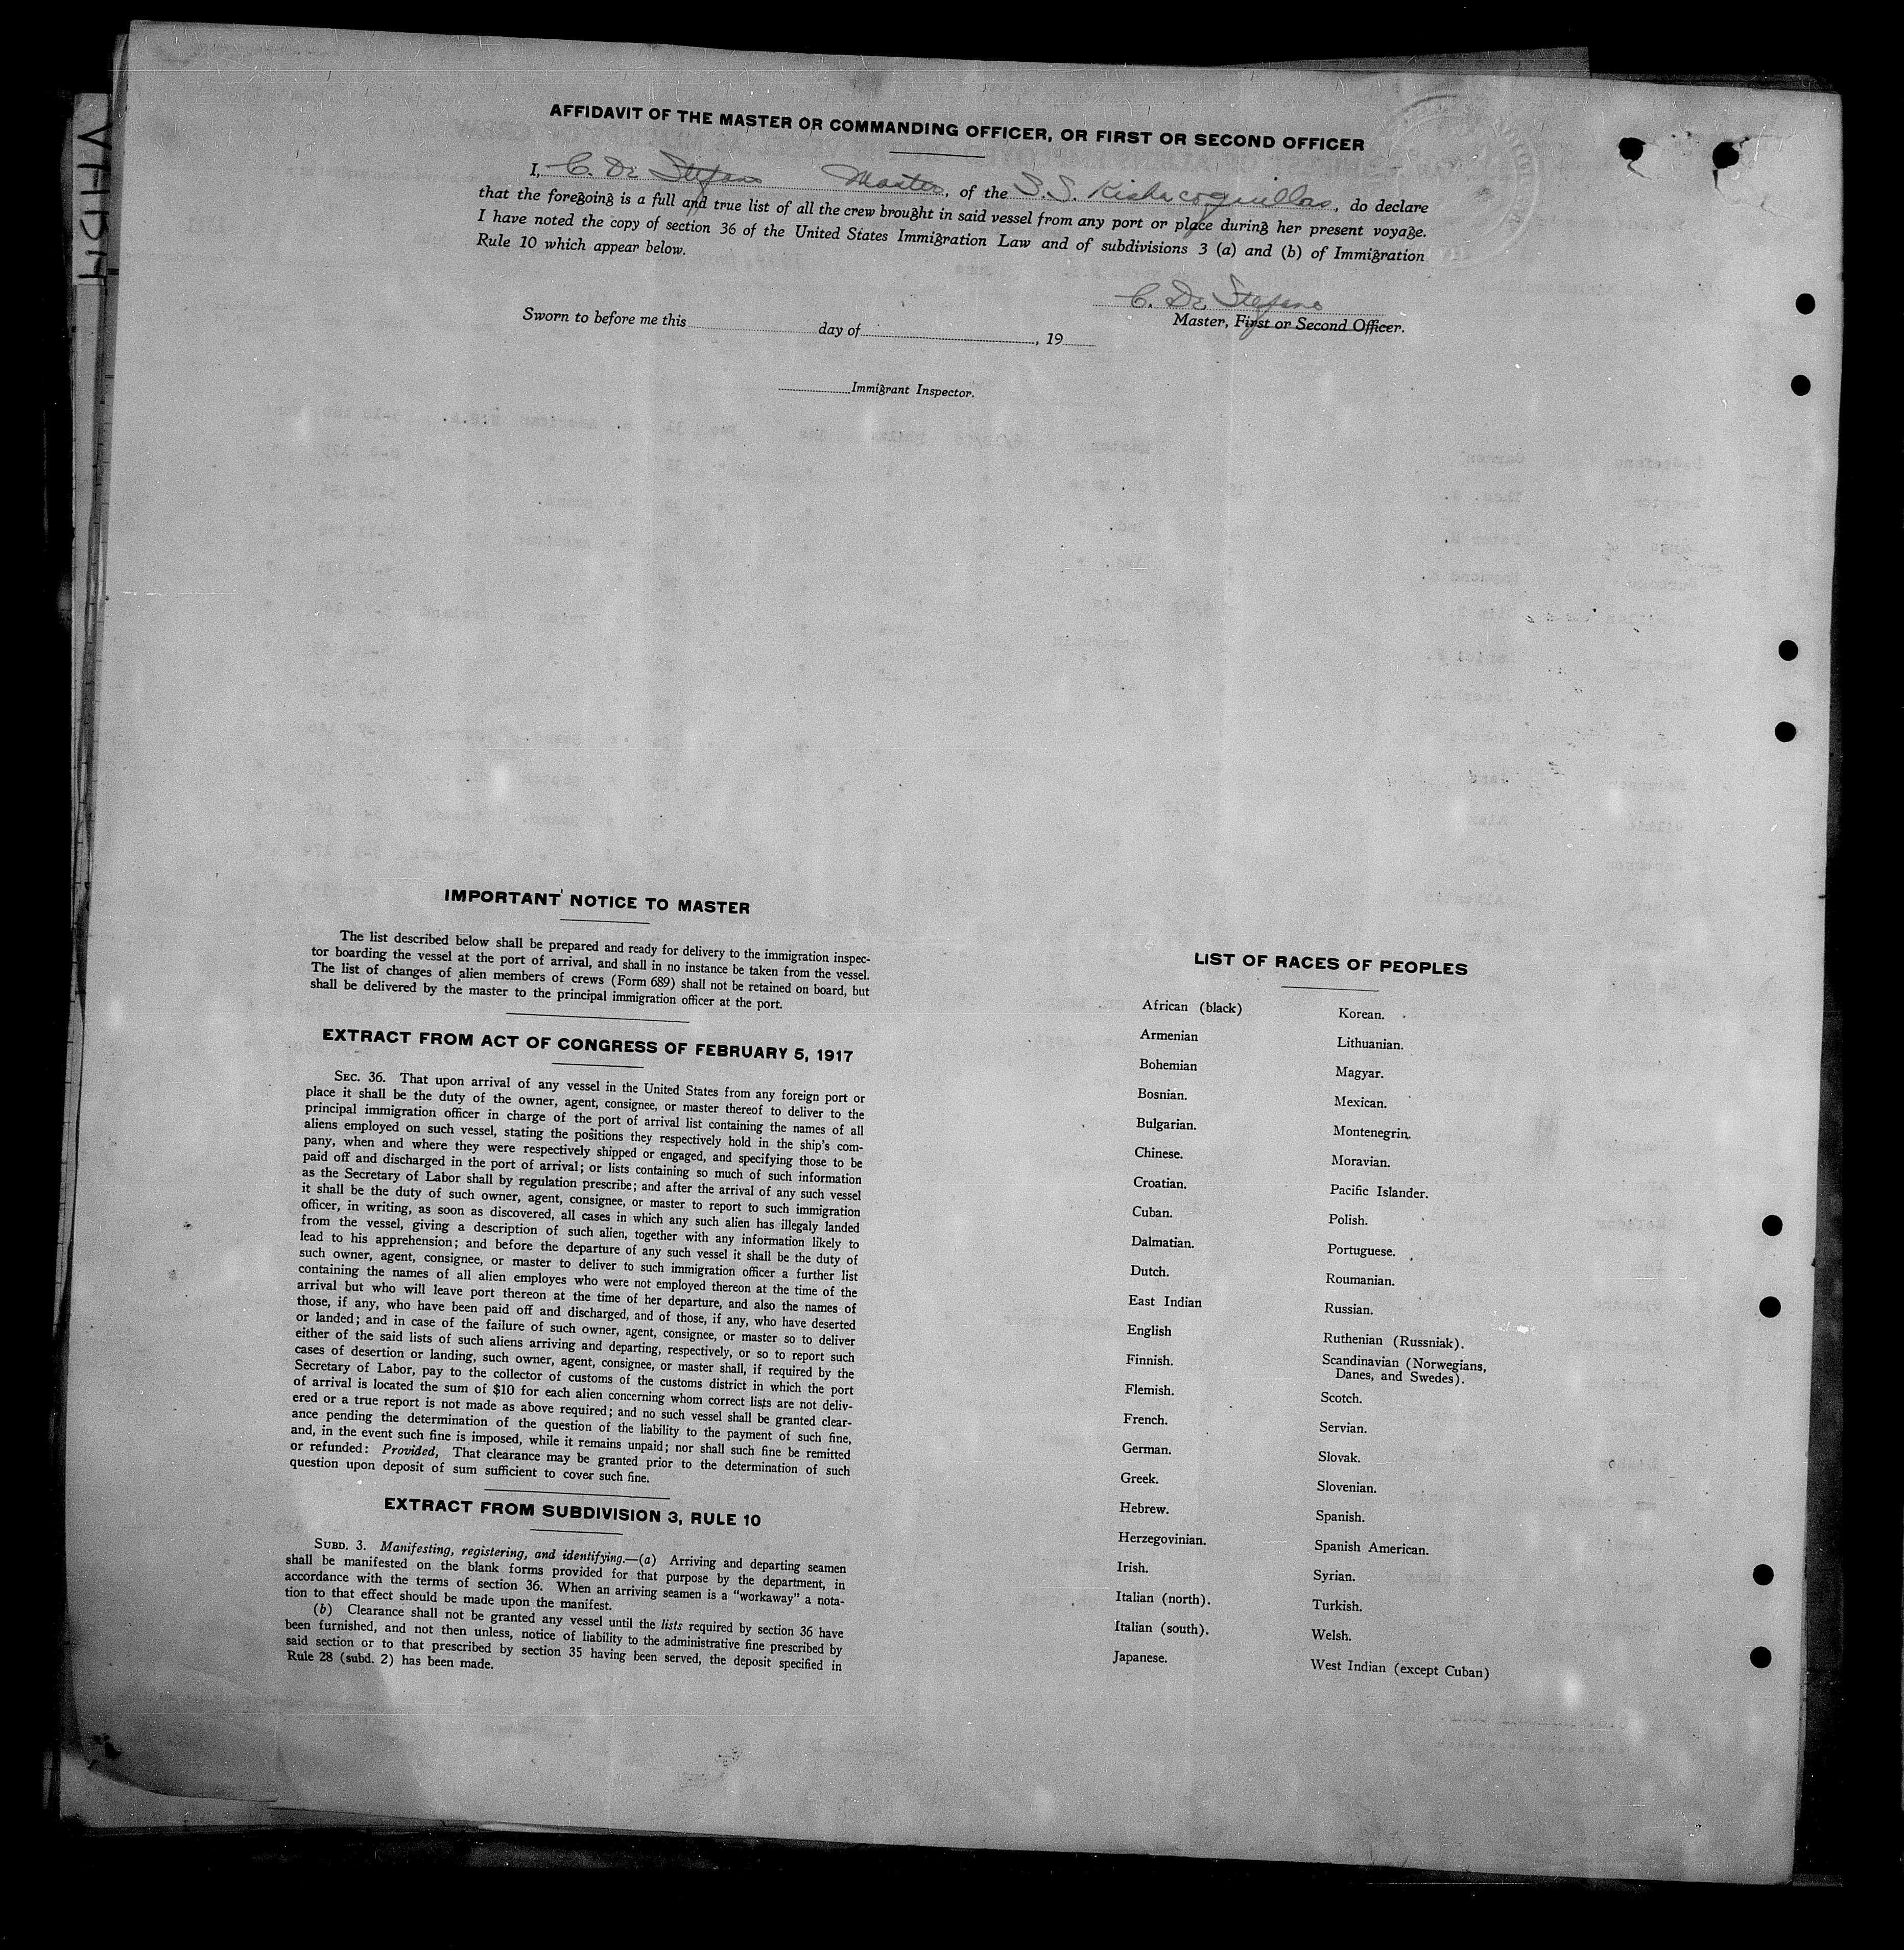 AFFIDAVIT OF THE MASTER OR COMMANDING OFFICER, OR FIRST OR SECOND OFFICER
I, C. De Stefano Master, of the S.S. Kishacoquillas, do declare
that the foregoing is a full and true list of all the crew brought in said vessel from any port or place during her present voyage.
I have noted the copy of section 36 of the United States Immigration Law and of subdivisions 3 (a) and (b) of Immigration
Rule 10 which appear below.
C. De Stefano
Master, First or Second Officer.
Sworn to before me this day of , 19
Immigrant Inspector.
IMPORTANT NOTICE TO MASTER
The list described below shall be prepared and ready for delivery to the immigration inspec-
tor boarding the vessel at the port of arrival, and shall in no instance be taken from the vessel.
The list of changes of alien members of crews (Form 689) shall not be retained on board, but
shall be delivered by the master to the principal immigration officer at the port.
EXTRACT FROM ACT OF CONGRESS OF FEBRUARY 5, 1917
SEC. 36. That upon arrival of any vessel in the United States from any foreign port or
place it shall be the duty of the owner, agent, consignee, or master thereof to deliver to the
principal immigration officer in charge of the port of arrival list containing the names of all
aliens employed on such vessel, stating the positions they respectively hold in the ship's com-
pany, when and where they were respectively shipped or engaged, and specifying those to be
paid off and discharged in the port of arrival; or lists containing so much of such information
as the Secretary of Labor shall by regulation prescribe; and after the arrival of any such vessel
it shall be the duty of such owner, agent, consignee, or master to report to such immigration
officer, in writing, as soon as discovered, all cases in which any such alien has illegaly landed
from the vessel, giving a description of such alien, together with any information likely to
lead to his apprehension; and before the departure of any such vessel it shall be the duty of
such owner, agent, consignee, or master to deliver to such immigration officer a further list
containing the names of all alien employes who were not employed thereon at the time of the
arrival but who will leave port thereon at the time of her departure, and also the names of
those, if any, who have been paid off and discharged, and of those, if any, who have deserted
or landed; and in case of the failure of such owner, agent, consignee, or master so to deliver
either of the said lists of such aliens arriving and departing, respectively, or so to report such
cases of desertion or landing, such owner, agent, consignee, or master shall, if required by the
Secretary of Labor, pay to the collector of customs of the customs district in which the port
of arrival is located the sum of $10 for each alien concerning whom correct lists are not deliv-
ered or a true report is not made as above required; and no such vessel shall be granted clear-
ance pending the determination of the question of the liability to the payment of such fine,
and, in the event such fine is imposed, while it remains unpaid; nor shall such fine be remitted
or refunded: Provided, That clearance may be granted prior to the determination of such
question upon deposit of sum sufficient to cover such fine.
EXTRACT FROM SUBDIVISION 3, RULE 10
SUBD. 3. Manifesting, registering, and identifying.—(a) Arriving and departing seamen
shall be manifested on the blank forms provided for that purpose by the department, in
accordance with the terms of section 36. When an arriving seamen is a "workaway" a nota-
tion to that effect should be made upon the manifest.
(b) Clearance shall not be granted any vessel until the lists required by section 36 have
been furnished, and not then unless, notice of liability to the administrative fine prescribed by
said section or to that prescribed by section 35 having been served, the deposit specified in
Rule 28 (subd. 2) has been made.
LIST OF RACES OF PEOPLES
African (black)
Armenian
Bohemian
Bosnian.
Bulgarian.
Chinese.
Croatian.
Cuban.
Dalmatian.
Dutch.
East Indian
English
Finnish.
Flemish.
French.
German.
Greek.
Hebrew.
Herzegovinian.
Irish.
Italian (north).
Italian (south).
Japanese.
Korean.
Lithuanian.
Magyar.
Mexican.
Montenegrin.
Moravian.
Pacific Islander.
Polish.
Portuguese.
Roumanian.
Russian.
Ruthenian (Russniak).
Scandinavian (Norwegians,
Danes, and Swedes).
Scotch.
Servian.
Slovak.
Slovenian.
Spanish.
Spanish American.
Syrian.
Turkish.
Welsh.
West Indian (except Cuban)